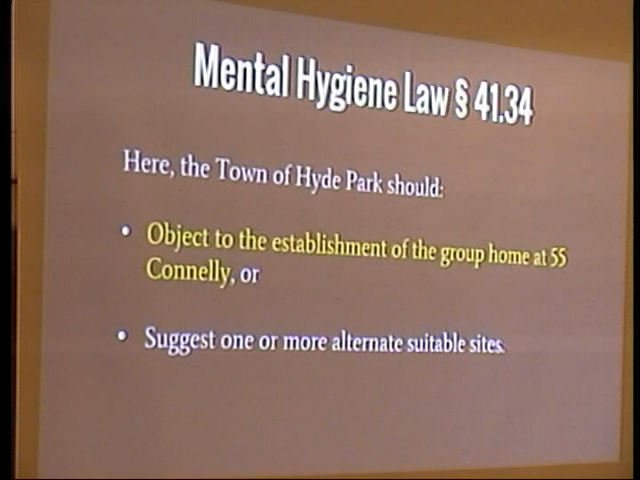 Mental Hygiene Law § 41.34
Here, the Town of Hyde Park should:
• Object to the establishment of the group home at 55
Connelly, or
• Suggest one or more alternate suitable sites.